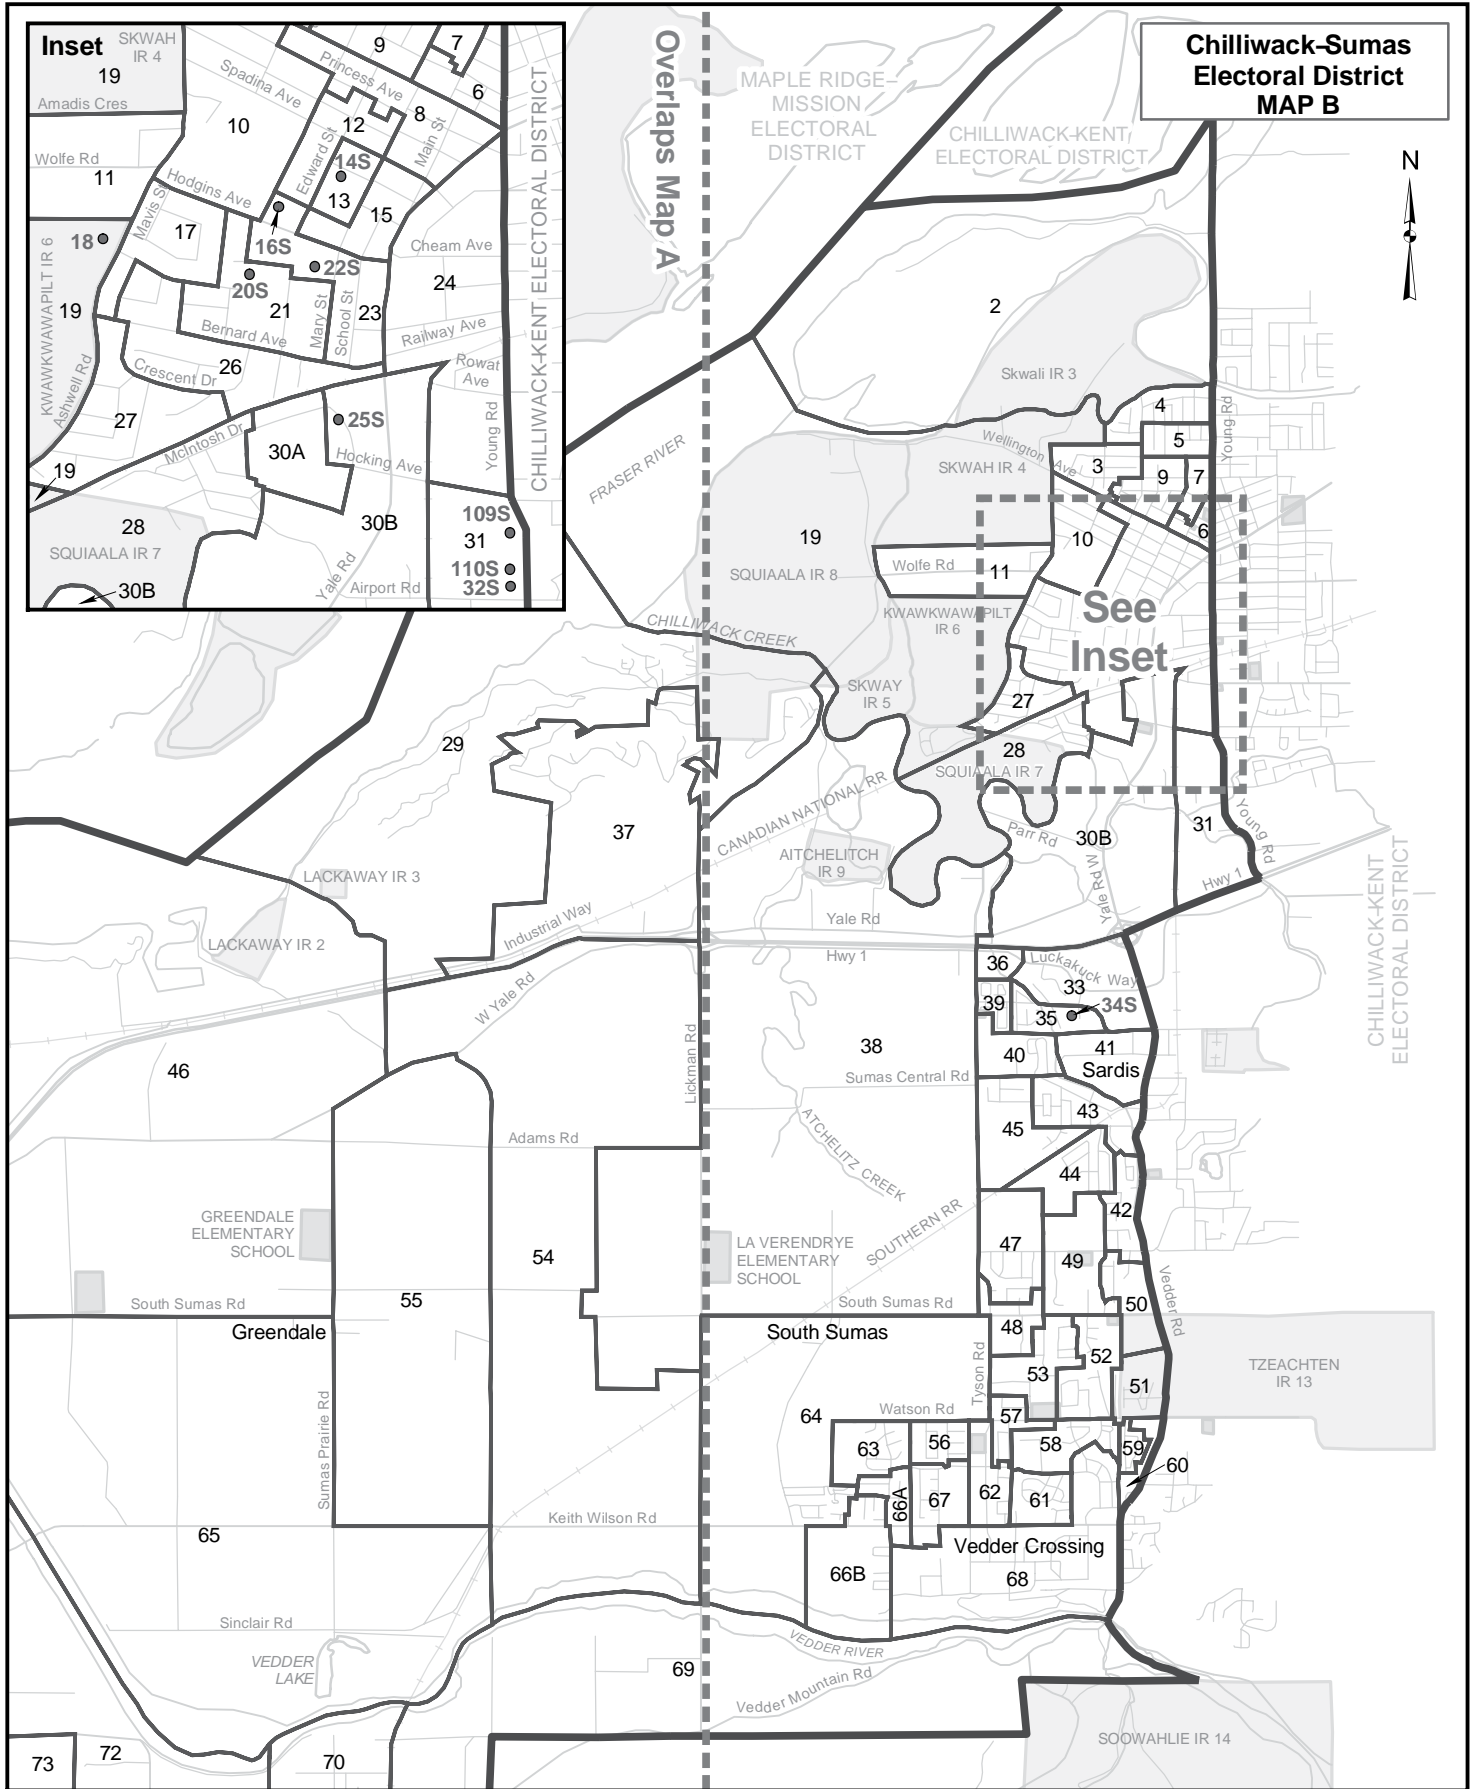 Chilliwack–Sumas
Electoral District
MAP B
N
Inset
SKWAH
IR 4
19
Amadis Cres
Spadina Ave
Princess Ave
9
7
6
8
10
12
Edward St
Main St
14S
13
15
Wolfe Rd
11
Hodgins Ave
Mavis St
17
16S
18
KWAWKWAWAPILT IR 6
19
20S
22S
21
Mary St
School St
23
Cheam Ave
24
Bernard Ave
Railway Ave
Rowat
Ave
26
Crescent Dr
Ashwell Rd
27
25S
McIntosh Dr
30A
Hocking Ave
Young Rd
19
28
SQUIAALA IR 7
30B
30B
Yale Rd
Airport Rd
109S
31
110S
32S
CHILLIWACK-KENT ELECTORAL DISTRICT
Overlaps Map A
MAPLE RIDGE–
MISSION
ELECTORAL
DISTRICT
CHILLIWACK-KENT
ELECTORAL DISTRICT
2
Skwali IR 3
4
5
Young Rd
Wellington Ave
3
9
7
6
SKWAH IR 4
FRASER RIVER
19
SQUIAALA IR 8
10
Wolfe Rd
11
KWAWKWAWAPILT
IR 6
See
Inset
CHILLIWACK CREEK
SKWAY
IR 5
27
28
SQUIAALA IR 7
29
37
CANADIAN NATIONAL RR
AITCHELITCH
IR 9
Parr Rd
30B
31
Young Rd
Yale Rd W
Hwy 1
CHILLIWACK-KENT
ELECTORAL DISTRICT
LACKAWAY IR 3
LACKAWAY IR 2
Industrial Way
Yale Rd
Hwy 1
W Yale Rd
36
Luckakuck Way
33
39
35
34S
Lickman Rd
38
40
41
Sardis
46
Sumas Central Rd
43
45
ATCHELITZ CREEK
Adams Rd
44
42
GREENDALE
ELEMENTARY
SCHOOL
54
LA VERENDRYE
ELEMENTARY
SCHOOL
SOUTHERN RR
47
49
55
South Sumas Rd
South Sumas Rd
50
Vedder Rd
Greendale
South Sumas
48
52
Tyson Rd
53
51
TZEACHTEN
IR 13
Sumas Prairie Rd
64
Watson Rd
57
63
56
58
59
60
66A
67
62
61
65
Keith Wilson Rd
Vedder Crossing
66B
68
Sinclair Rd
VEDDER
LAKE
VEDDER RIVER
69
Vedder Mountain Rd
SOOWAHLIE IR 14
73
72
70